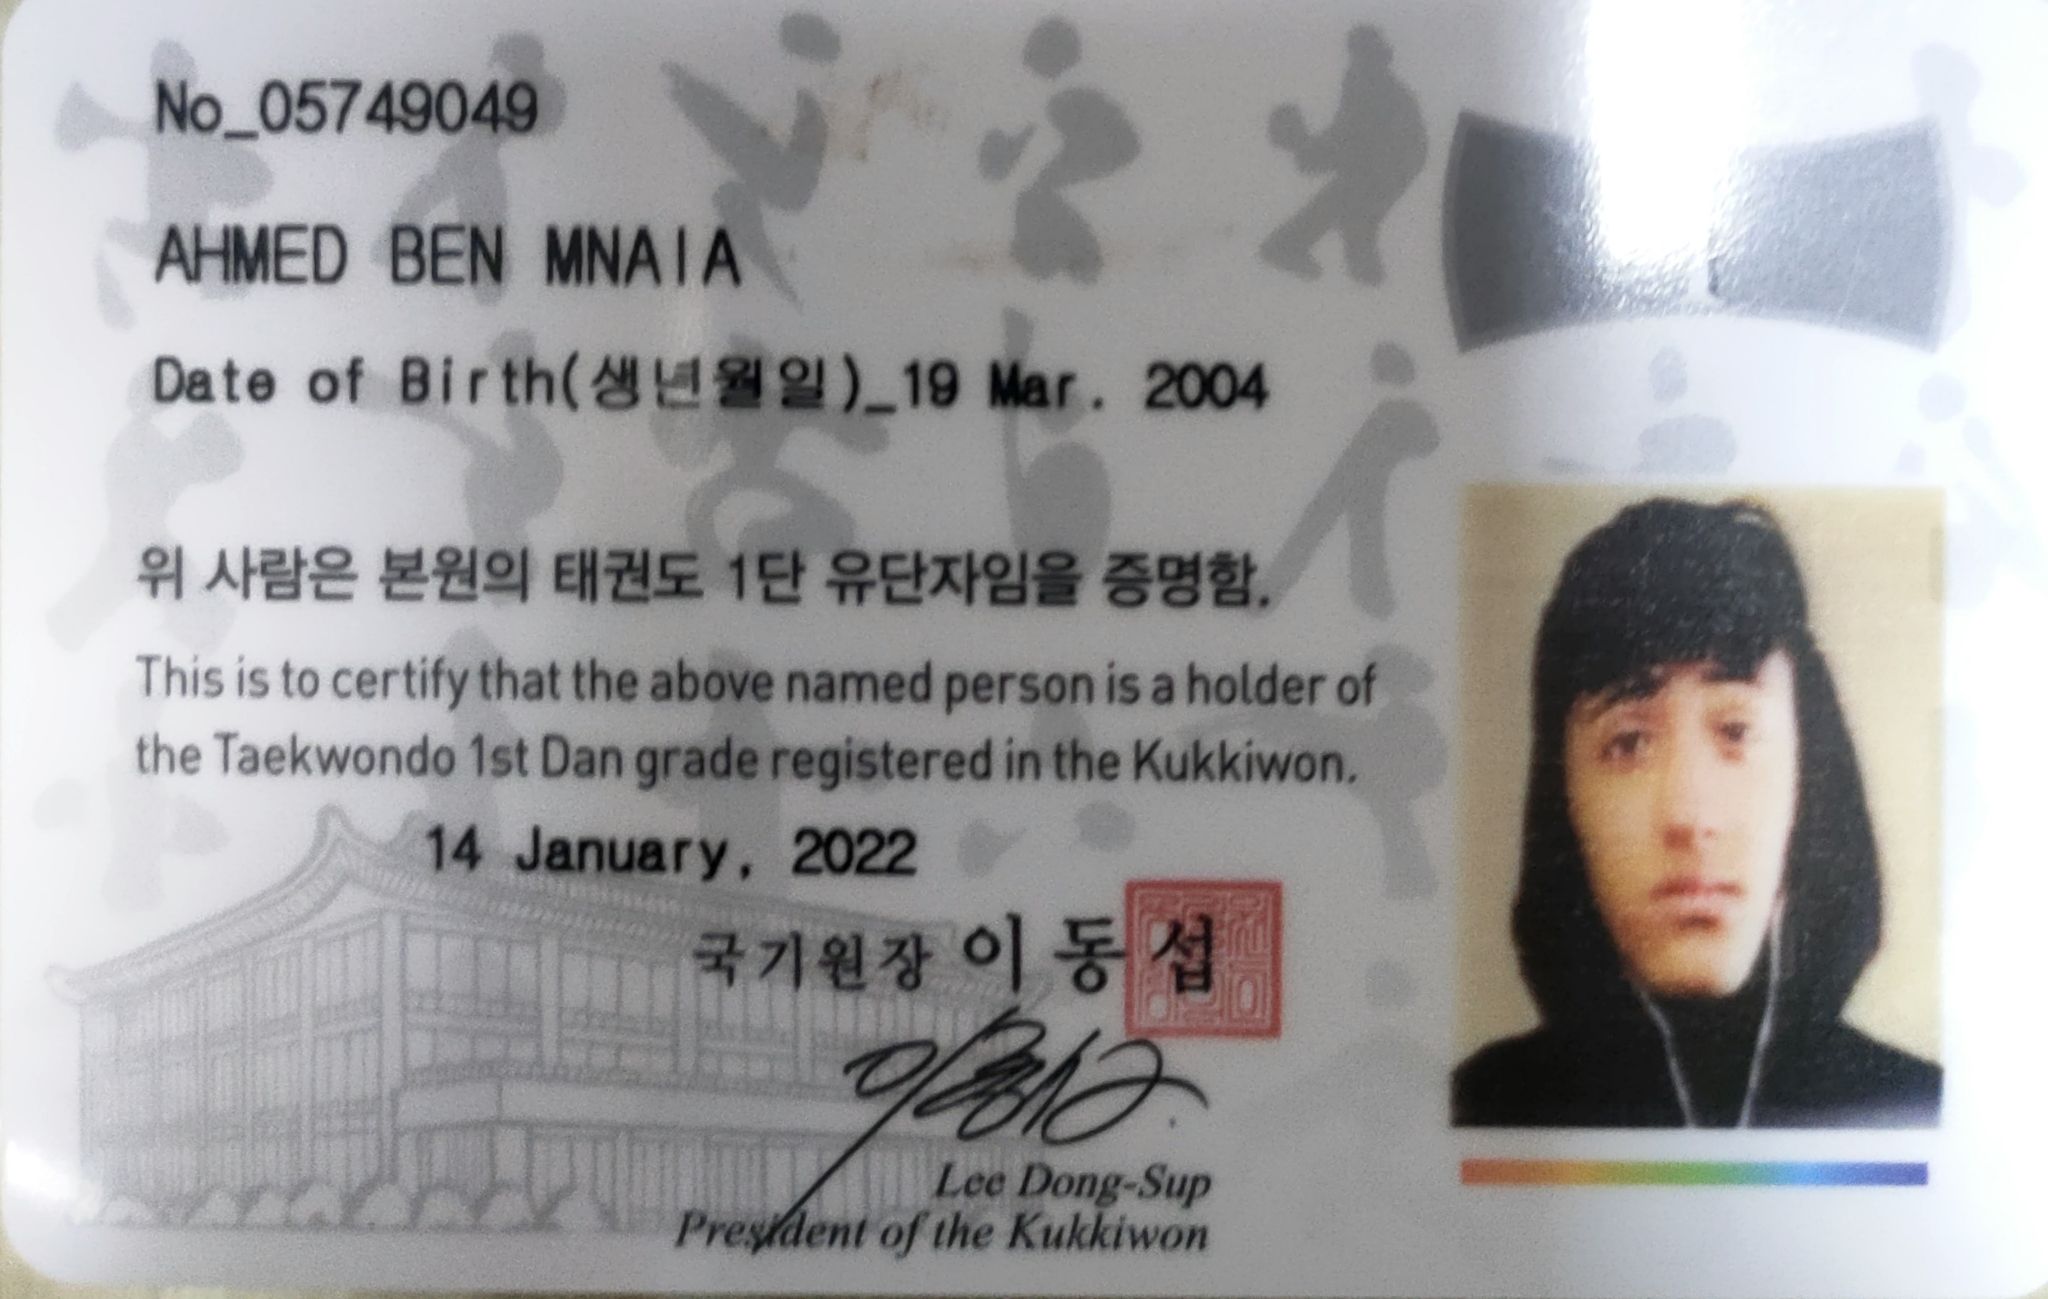 No_05749049
AHMED BEN MNAIA
Date of Birth(생년월일)_19 Mar. 2004
위 사람은 본원의 태권도 1단 유단자임을 증명함.
This is to certify that the above named person is a holder of
the Taekwondo 1st Dan grade registered in the Kukkiwon.
14 January, 2022
국기원장 이동섭
Lee Dong-Sup
President of the Kukkiwon